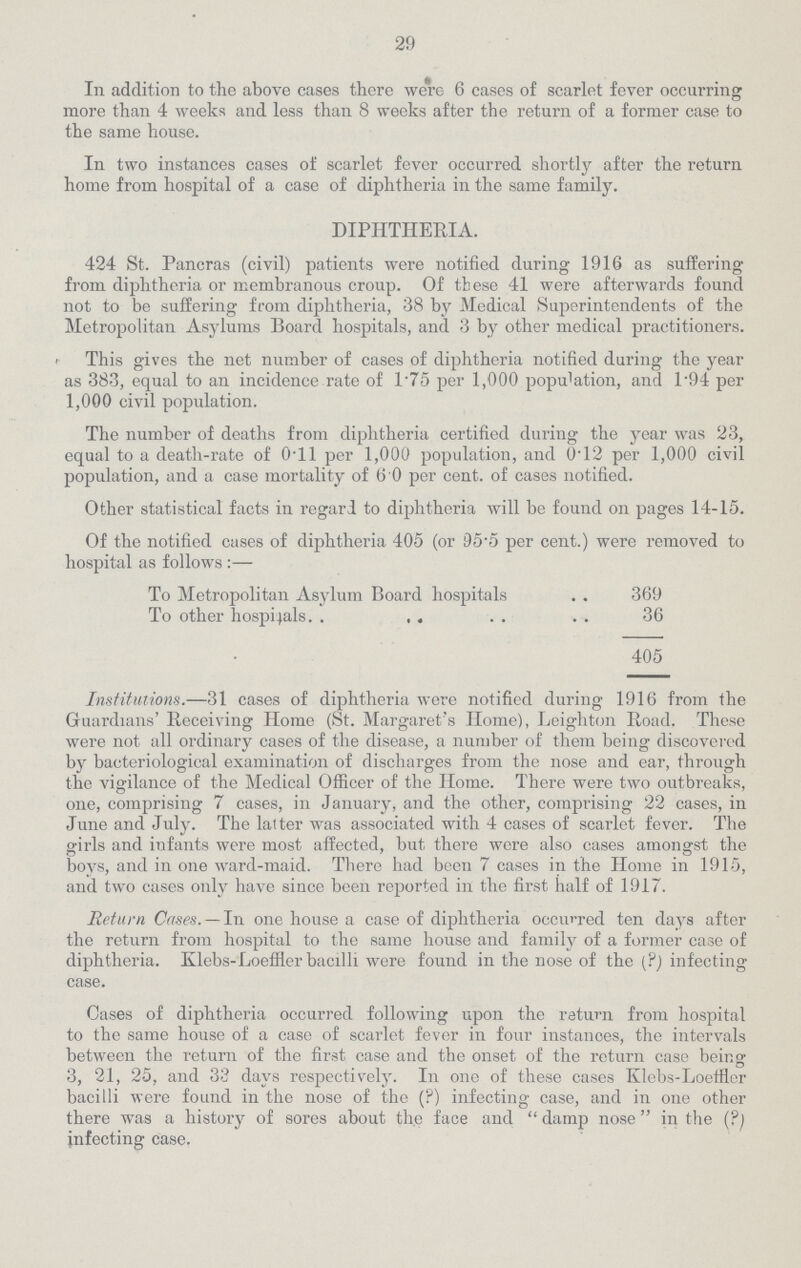 29
In addition to the above cases there were 6 cases of scarlet fever occurring
more than 4 weeks and less than 8 weeks after the return of a former case to
the same house.
In two instances cases of scarlet fever occurred shortly after the return
home from hospital of a case of diphtheria in the same family.
DIPHTHERIA.
424 St. Pancras (civil) patients were notified during 1916 as suffering
from diphtheria or membranous croup. Of these 41 were afterwards found
not to be suffering from diphtheria, 38 by Medical Superintendents of the
Metropolitan Asylums Board hospitals, and 3 by other medical practitioners.
This gives the net number of cases of diphtheria notified during the year
as 383, equal to an incidence rate of 1·75 per 1,000 population, and 1·94 per
1,000 civil population.
The number of deaths from diphtheria certified during the year was 23,
equal to a death-rate of 0·11 per 1,000 population, and 0·12 per 1,000 civil
population, and a case mortality of 6·0 per cent. of cases notified.
Other statistical facts in regard to diphtheria will be found on pages 14-15.
Of the notified cases of diphtheria 405 (or 95·5 per cent.) were removed to
hospital as follows:—
To Metropolitan Asylum Board hospitals .. 369
To other hospitals. . .. .. .. 36
405
Institutions.—31 cases of diphtheria were notified during 1916 from the
Guardians' Receiving Home (St. Margaret's Home), Leighton Road. These
were not all ordinary cases of the disease, a number of them being discovered
by bacteriological examination of discharges from the nose and ear, through
the vigilance of the Medical Officer of the Home. There were two outbreaks,
one, comprising 7 cases, in January, and the other, comprising 22 cases, in
June and July. The latter was associated with 4 cases of scarlet fever. The
girls and infants were most affected, but there were also cases amongst the
boys, and in one ward-maid. There had been 7 cases in the Home in 1915,
and two cases only have since been reported in the first half of 1917.
Return Cases.—In one house a case of diphtheria occurred ten days after
the return from hospital to the same house and family of a former case of
diphtheria. Klebs-Loeffler bacilli were found in the nose of the (?) infecting
case.
Cases of diphtheria occurred following upon the return from hospital
to the same house of a case of scarlet fever in four instances, the intervals
between the return of the first case and the onset of the return case being
3, 21, 25, and 33 days respectively. In one of these cases Klebs-Loeffler
bacilli were found in the nose of the (?) infecting case, and in one other
there was a history of sores about the face and "damp nose" in the (?)
infecting case.